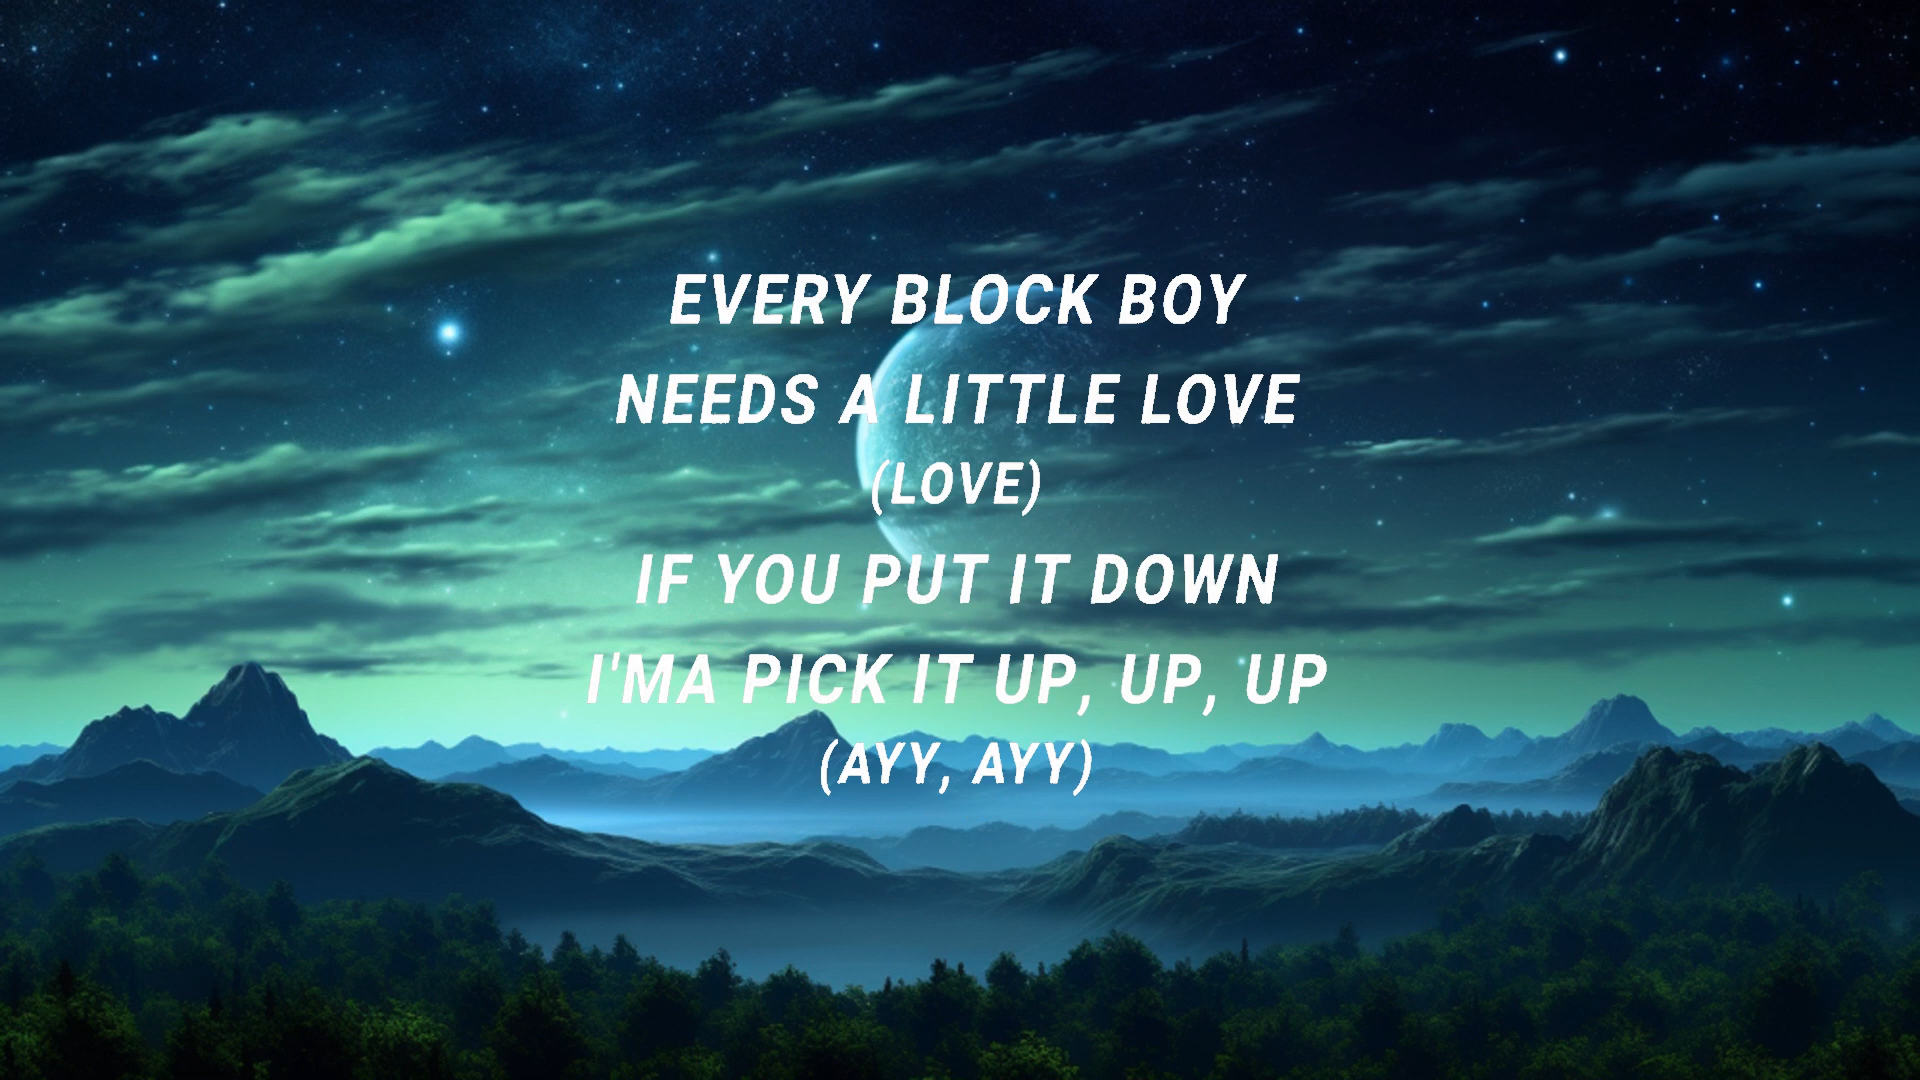 EVERY BLOCK BOY
NEEDS A LITTLE LOVE
(LOVE)
IF YOU PUT IT DOWN
I'MA PICK IT UP, UP, UP
(AYY, AYY)